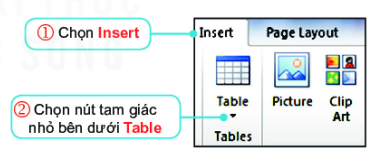 ① Chọn Insert
Insert Page Layout
② Chọn nút tam giác
nhỏ bên dưới Table
Table Picture Clip
Art
Tables